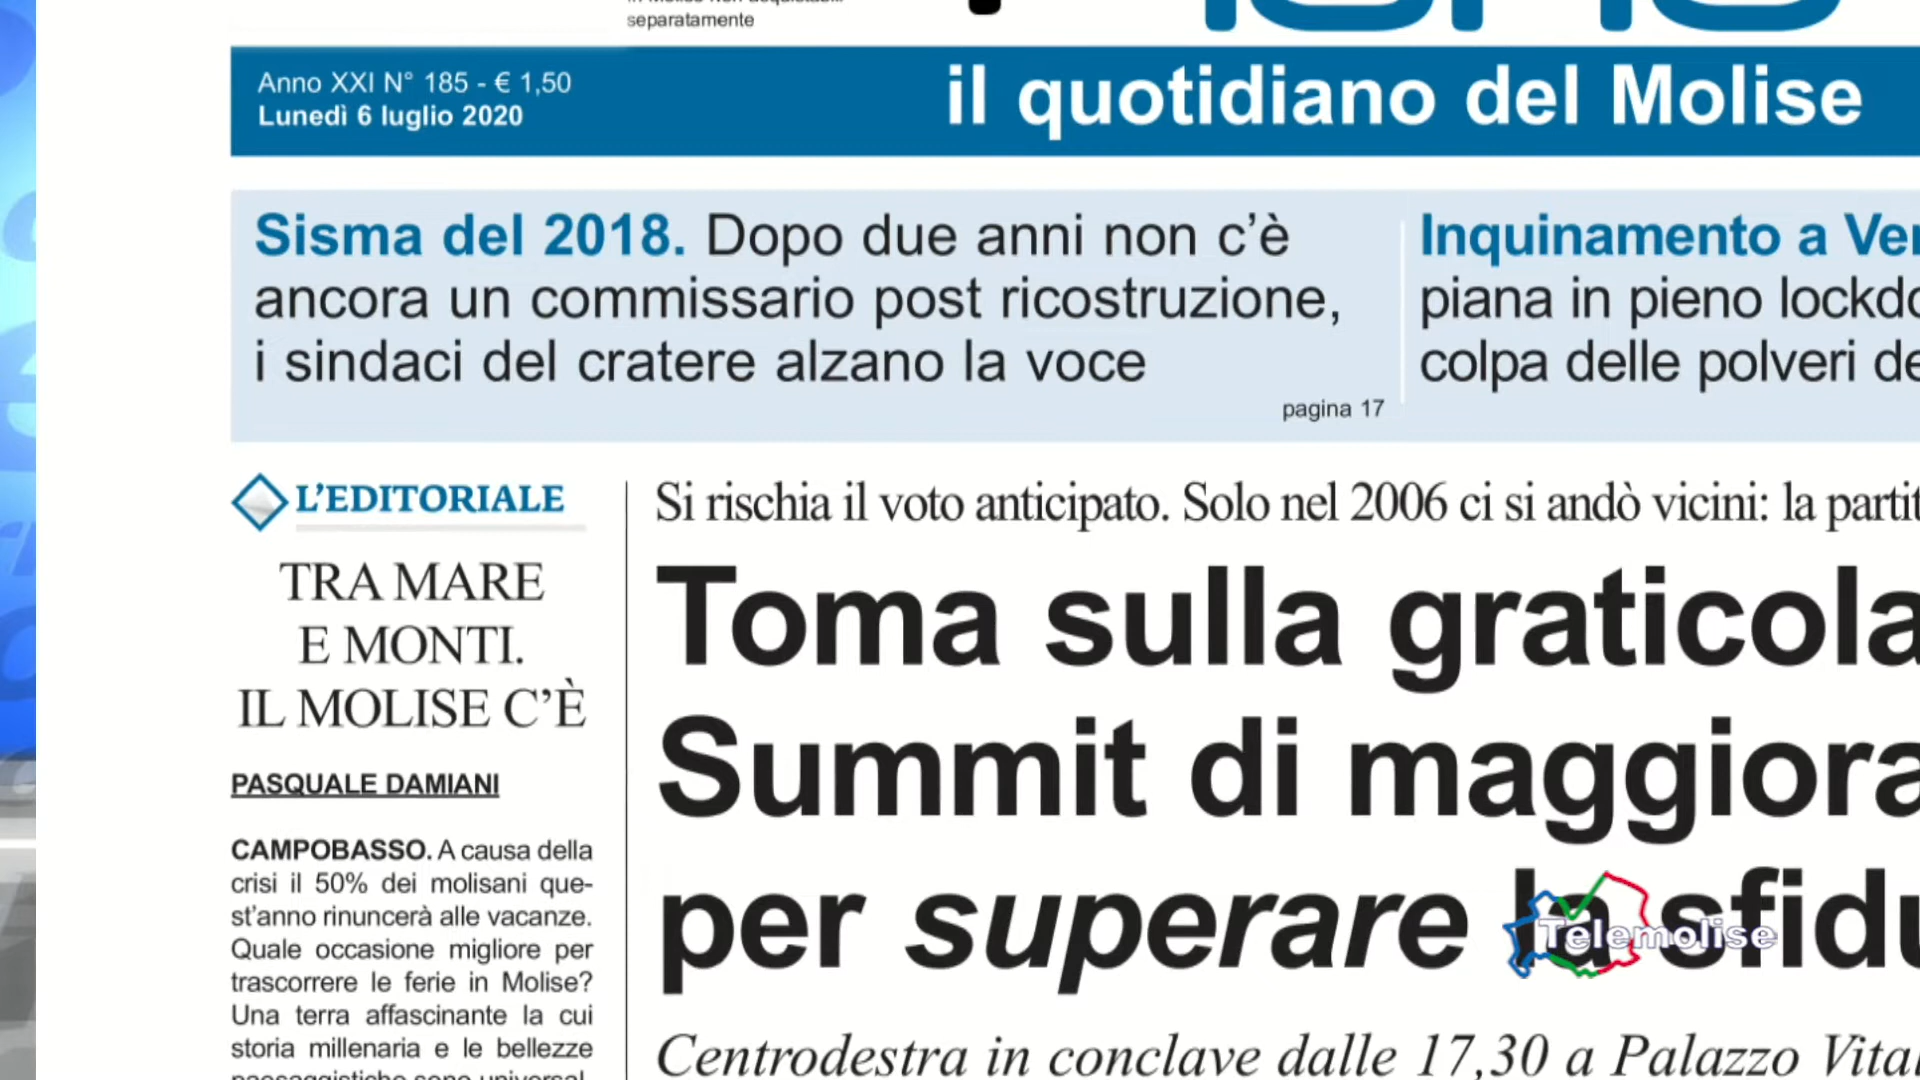 separatamente
Anno XXI N° 185 - € 1,50
Lunedì 6 luglio 2020
il quotidiano del Molise
Sisma del 2018. Dopo due anni non c'è
ancora un commissario post ricostruzione,
i sindaci del cratere alzano la voce
pagina 17
Inquinamento a
piana in pieno
colpa delle polveri
L'EDITORIALE
TRA MARE
E MONTI.
IL MOLISE C'È
PASQUALE DAMIANI
CAMPOBASSO. A causa della
crisi il 50% dei molisani que-
st'anno rinuncerà alle vacanze.
Quale occasione migliore per
trascorrere le ferie in Molise?
Una terra affascinante la cui
storia millenaria e le bellezze
Si rischia il voto anticipato. Solo nel 2006 ci si andò vicini: la
Toma sulla graticola
Summit di
per superare la
Centrodestra in conclave dalle 17,30 a Palazzo
Telemolise